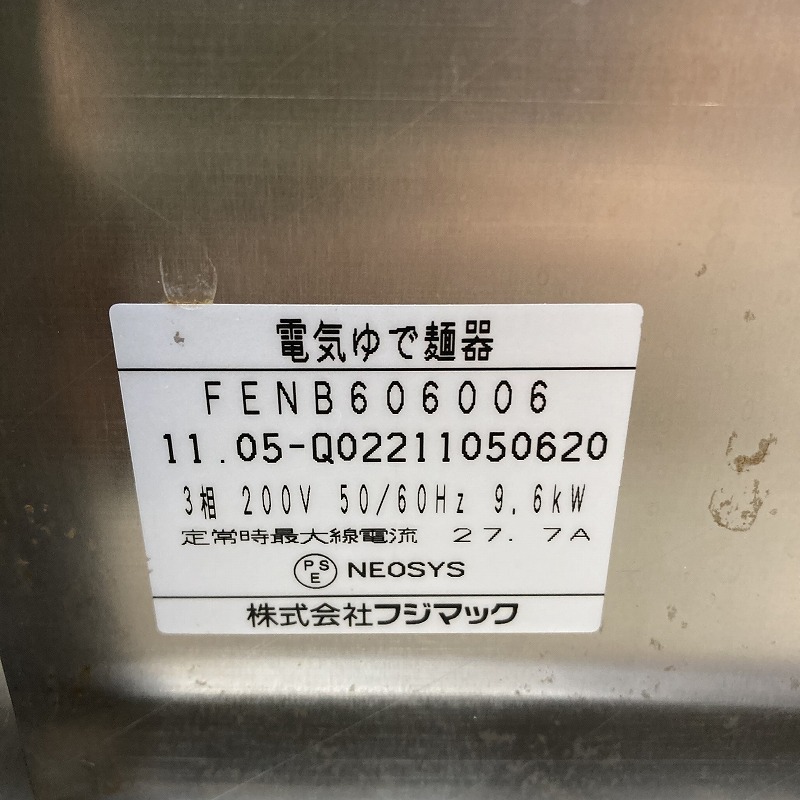 電気ゆで麺器
FENB606006
11.05-Q02211050620
3相 200V 50/60Hz 9.6kW
定常時最大線電流 27.7A
PSE NEOSYS
株式会社フジマック